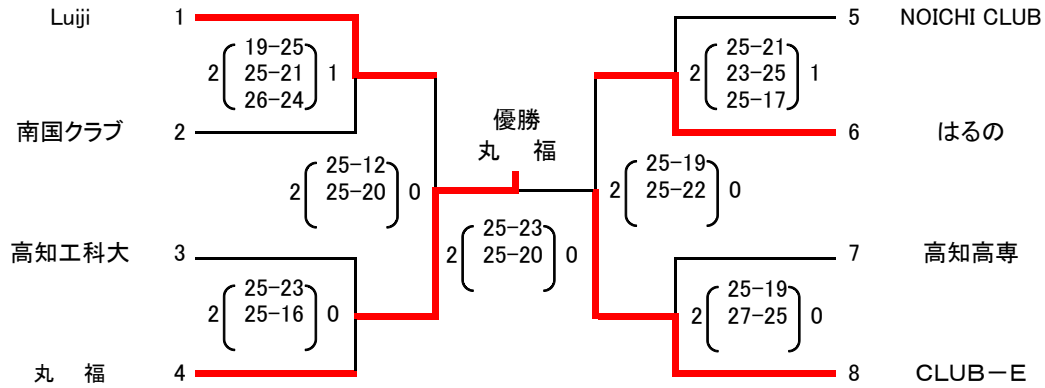 Luiji 1
19-25
2 25-21 1
26-24
南国クラブ 2
25-12
2 25-20 0
高知工科大 3
25-23
2 25-16 0
丸 福 4
優勝
丸 福
25-23
2 25-20 0
5 NOICHI CLUB
25-21
2 23-25 1
25-17
6 はるの
25-19
2 25-22 0
7 高知高専
25-19
2 27-25 0
8 CLUB－E